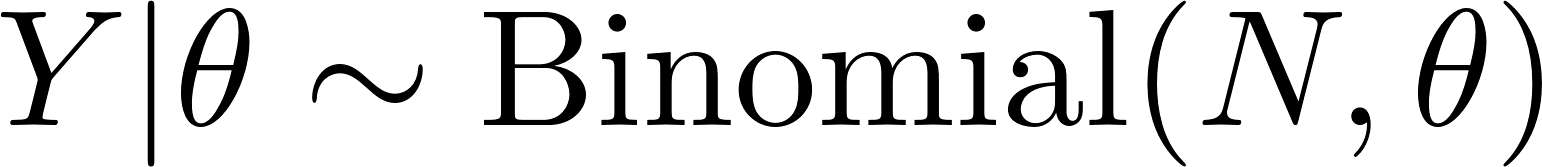 Y|θ ∼ Binomial(N, θ)